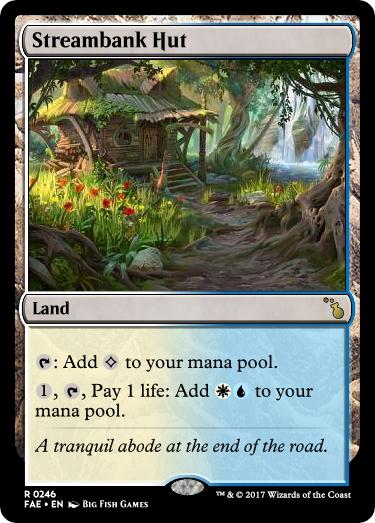 Streambank Hut
Land
: Add to your mana pool.
1, , Pay 1 life: Add to your
mana pool.
A tranquil abode at the end of the road.
R 0246
FAE • EN Big Fish Games
™ & © 2017 Wizards of the Coast